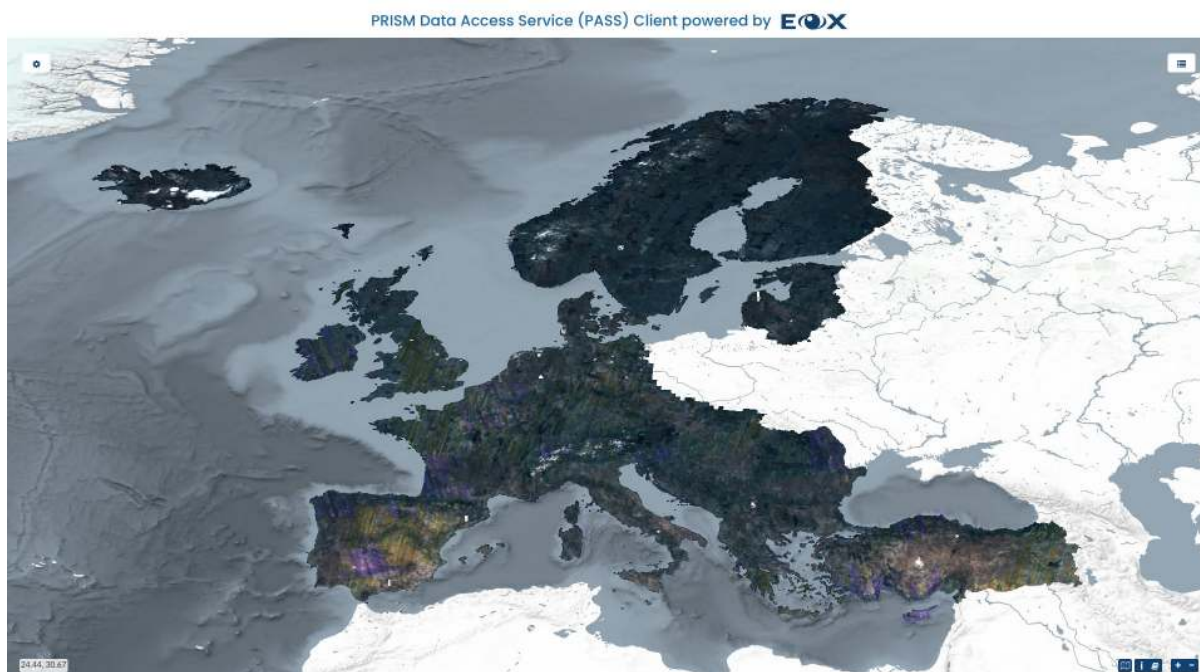 PRISM Data Access Service (PASS) Client powered by EOX
24.44, 30.67